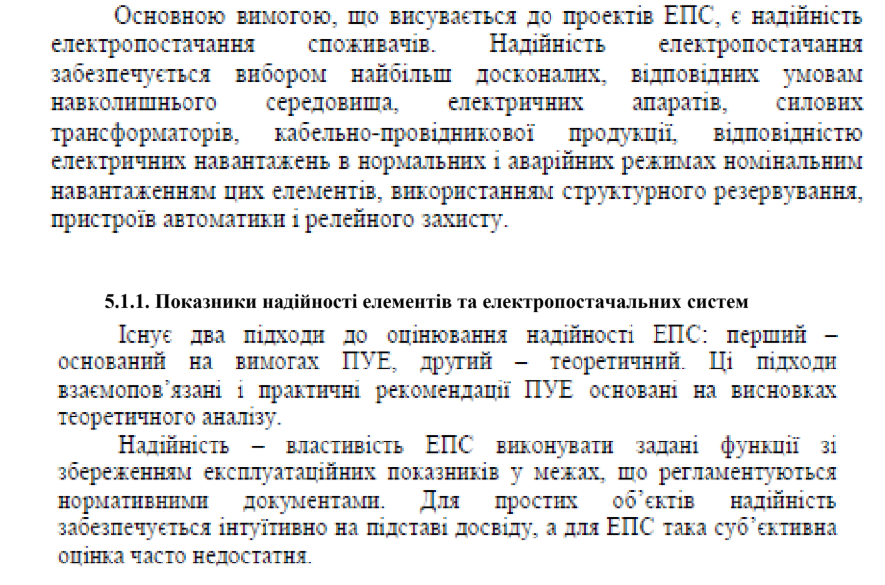 Основною вимогою, що висувається до проектів ЕПС, є надійність
електропостачання споживачів. Надійність електропостачання
забезпечується вибором найбільш досконалих, відповідних умовам
навколишнього середовища, електричних апаратів, силових
трансформаторів, кабельно-провідникової продукції, відповідністю
електричних навантажень в нормальних і аварійних режимах номінальним
навантаженням цих елементів, використанням структурного резервування,
пристроїв автоматики і релейного захисту.
5.1.1. Показники надійності елементів та електропостачальних систем
Існує два підходи до оцінювання надійності ЕПС: перший –
оснований на вимогах ПУЕ, другий – теоретичний. Ці підходи
взаємопов’язані і практичні рекомендації ПУЕ основані на висновках
теоретичного аналізу.
Надійність – властивість ЕПС виконувати задані функції зі
збереженням експлуатаційних показників у межах, що регламентуються
нормативними документами. Для простих об’єктів надійність
забезпечується інтуїтивно на підставі досвіду, а для ЕПС така суб’єктивна
оцінка часто недостатня.